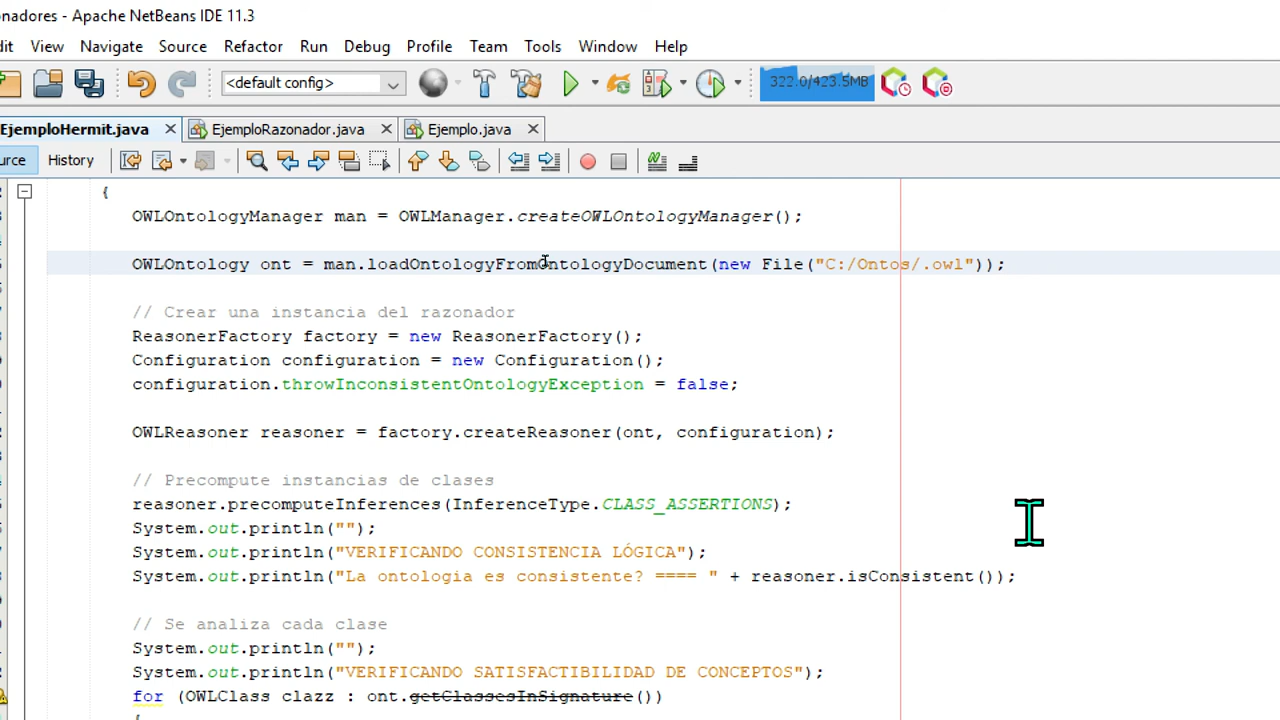 nadores - Apache NetBeans IDE 11.3
dit View Navigate Source Refactor Run Debug Profile Team Tools Window Help
<default config> 322.0/423.5MB
EjemploHermit.java EjemploRazonador.java Ejemplo.java
urce History
{
OWLOntologyManager man = OWLManager.createOWLOntologyManager();
OWLOntology ont = man.loadOntologyFromOntologyDocument(new File("C:/Ontos/.owl"));
// Crear una instancia del razonador
ReasonerFactory factory = new ReasonerFactory();
Configuration configuration = new Configuration();
configuration.throwInconsistentOntologyException = false;
OWLReasoner reasoner = factory.createReasoner(ont, configuration);
// Precompute instancias de clases
reasoner.precomputeInferences(InferenceType.CLASS_ASSERTIONS);
System.out.println("");
System.out.println("VERIFICANDO CONSISTENCIA LÓGICA");
System.out.println("La ontologia es consistente? ==== " + reasoner.isConsistent());
// Se analiza cada clase
System.out.println("");
System.out.println("VERIFICANDO SATISFACTIBILIDAD DE CONCEPTOS");
for (OWLClass clazz : ont.getClassesInSignature())
{